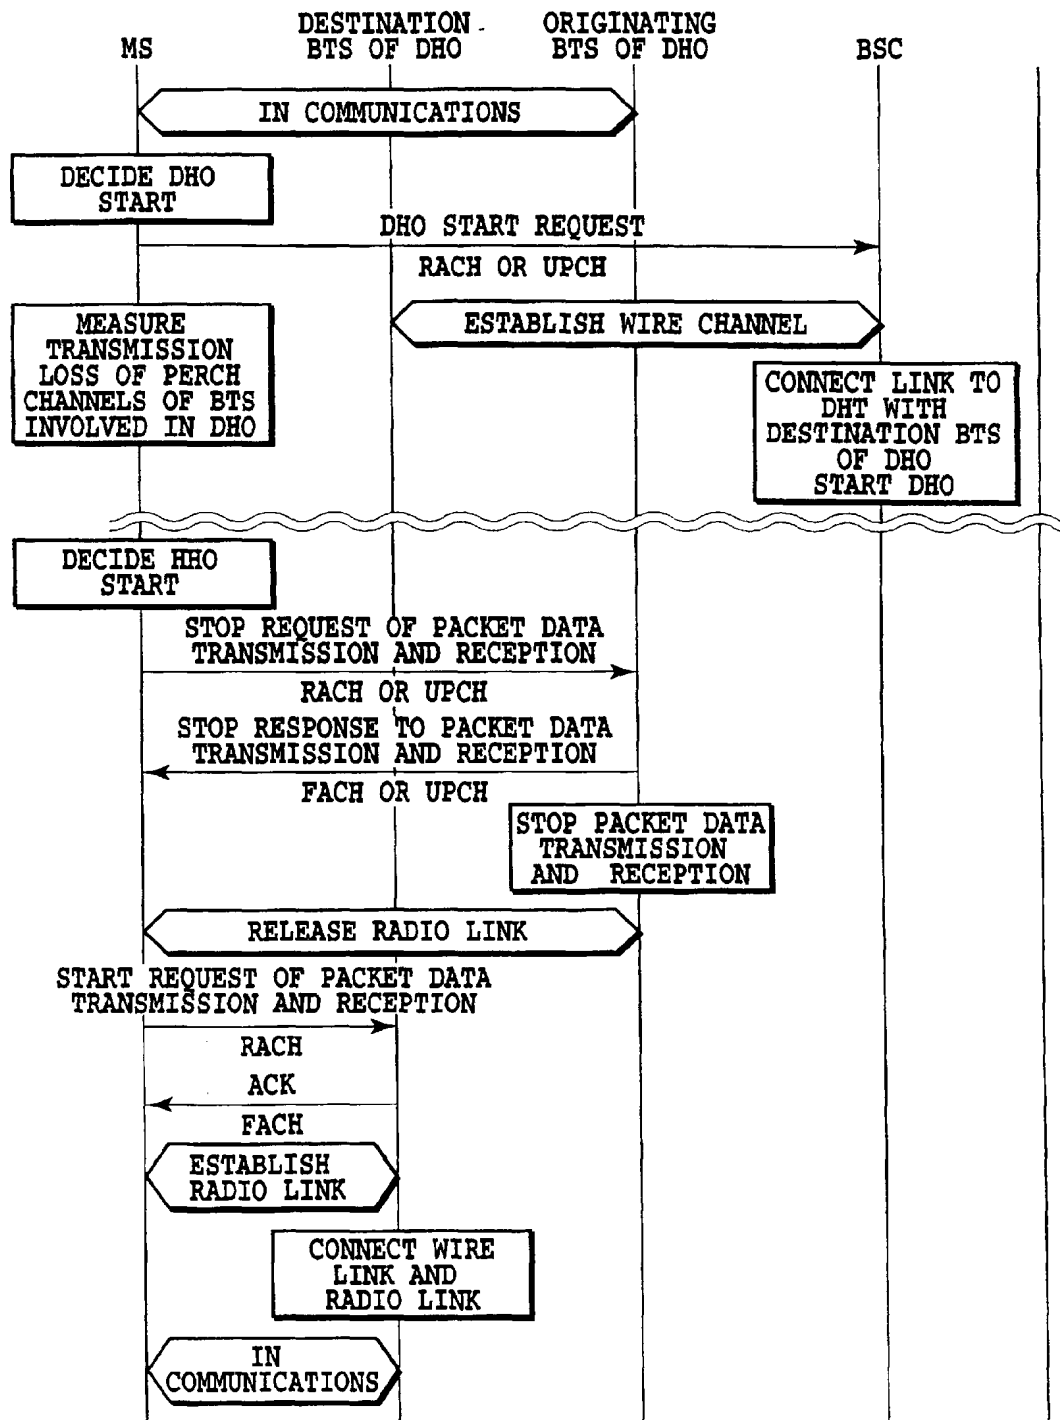 MS
DESTINATION
BTS OF DHO
ORIGINATING
BTS OF DHO
BSC
IN COMMUNICATIONS
DECIDE DHO
START
DHO START REQUEST
RACH OR UPCH
ESTABLISH WIRE CHANNEL
MEASURE
TRANSMISSION
LOSS OF PERCH
CHANNELS OF BTS
INVOLVED IN DHO
CONNECT LINK TO
DHT WITH
DESTINATION BTS
OF DHO
START DHO
DECIDE HHO
START
STOP REQUEST OF PACKET DATA
TRANSMISSION AND RECEPTION
RACH OR UPCH
STOP RESPONSE TO PACKET DATA
TRANSMISSION AND RECEPTION
FACH OR UPCH
STOP PACKET DATA
TRANSMISSION
AND RECEPTION
RELEASE RADIO LINK
START REQUEST OF PACKET DATA
TRANSMISSION AND RECEPTION
RACH
ACK
FACH
ESTABLISH
RADIO LINK
CONNECT WIRE
LINK AND
RADIO LINK
IN
COMMUNICATIONS